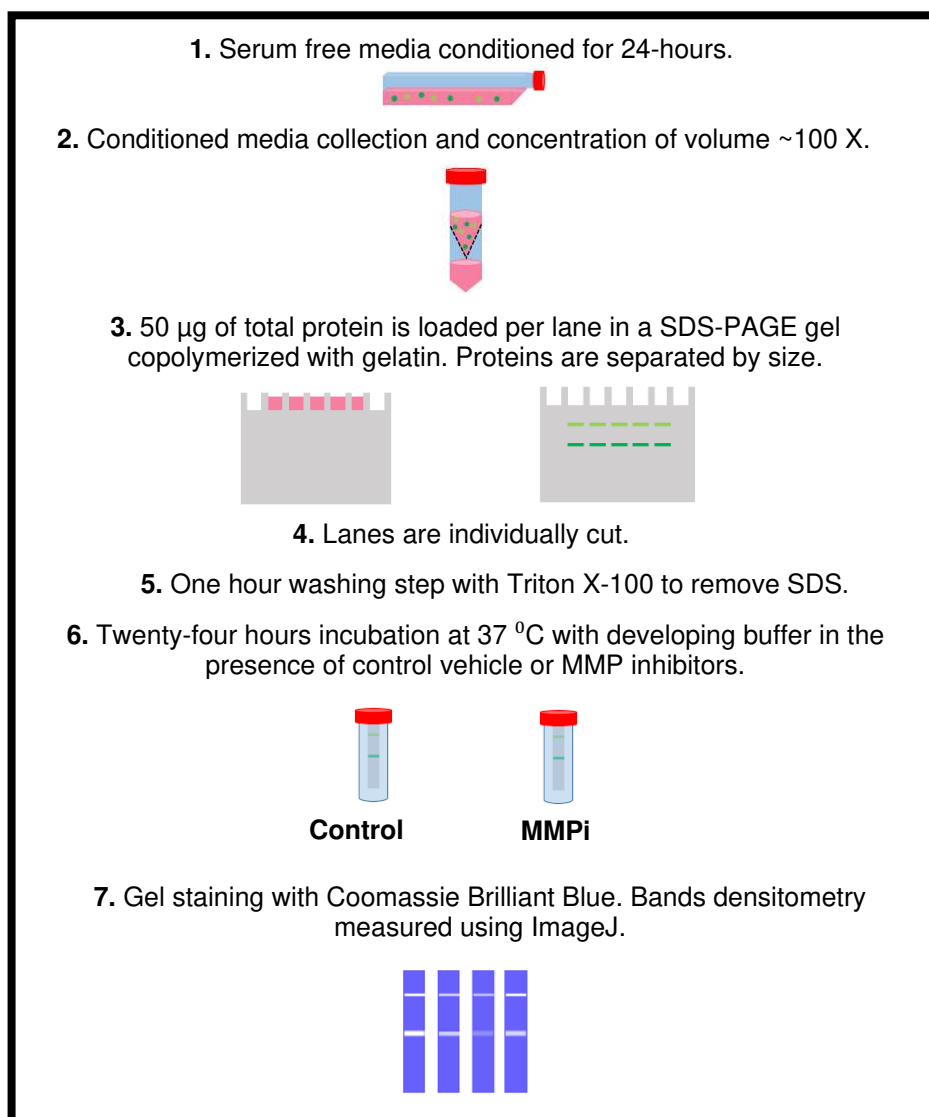 1. Serum free media conditioned for 24-hours.
2. Conditioned media collection and concentration of volume ~100 X.
3. 50 µg of total protein is loaded per lane in a SDS-PAGE gel
copolymerized with gelatin. Proteins are separated by size.
4. Lanes are individually cut.
5. One hour washing step with Triton X-100 to remove SDS.
6. Twenty-four hours incubation at 37 ⁰C with developing buffer in the
presence of control vehicle or MMP inhibitors.
Control MMPi
7. Gel staining with Coomassie Brilliant Blue. Bands densitometry
measured using ImageJ.